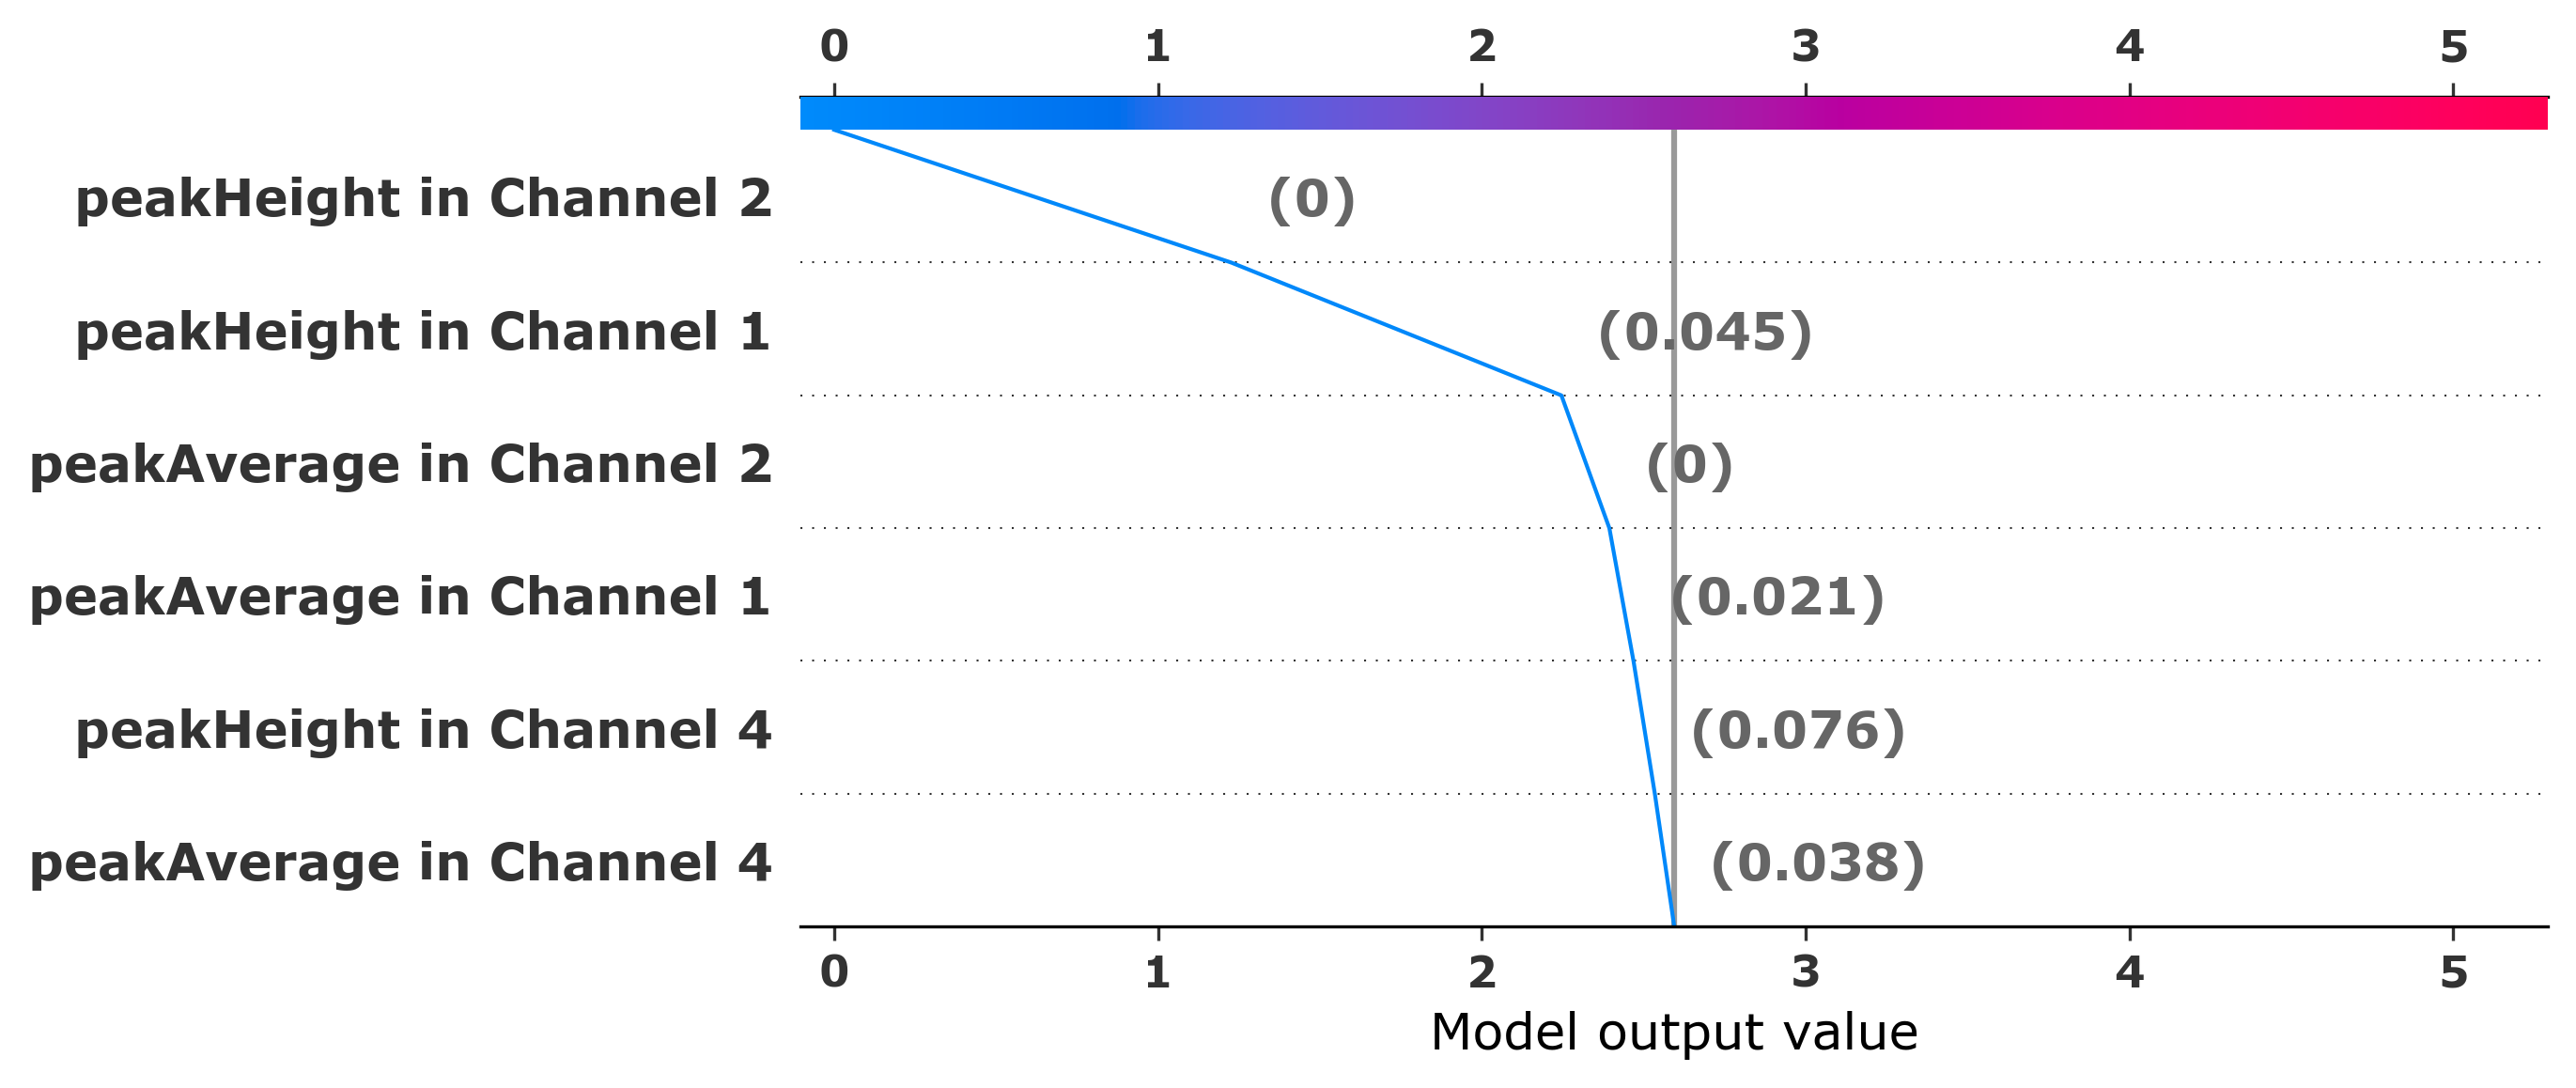 0 1 2 3 4 5
peakHeight in Channel 2 (0)
peakHeight in Channel 1 (0.045)
peakAverage in Channel 2 (0)
peakAverage in Channel 1 (0.021)
peakHeight in Channel 4 (0.076)
peakAverage in Channel 4 (0.038)
0 1 2 3 4 5
Model output value